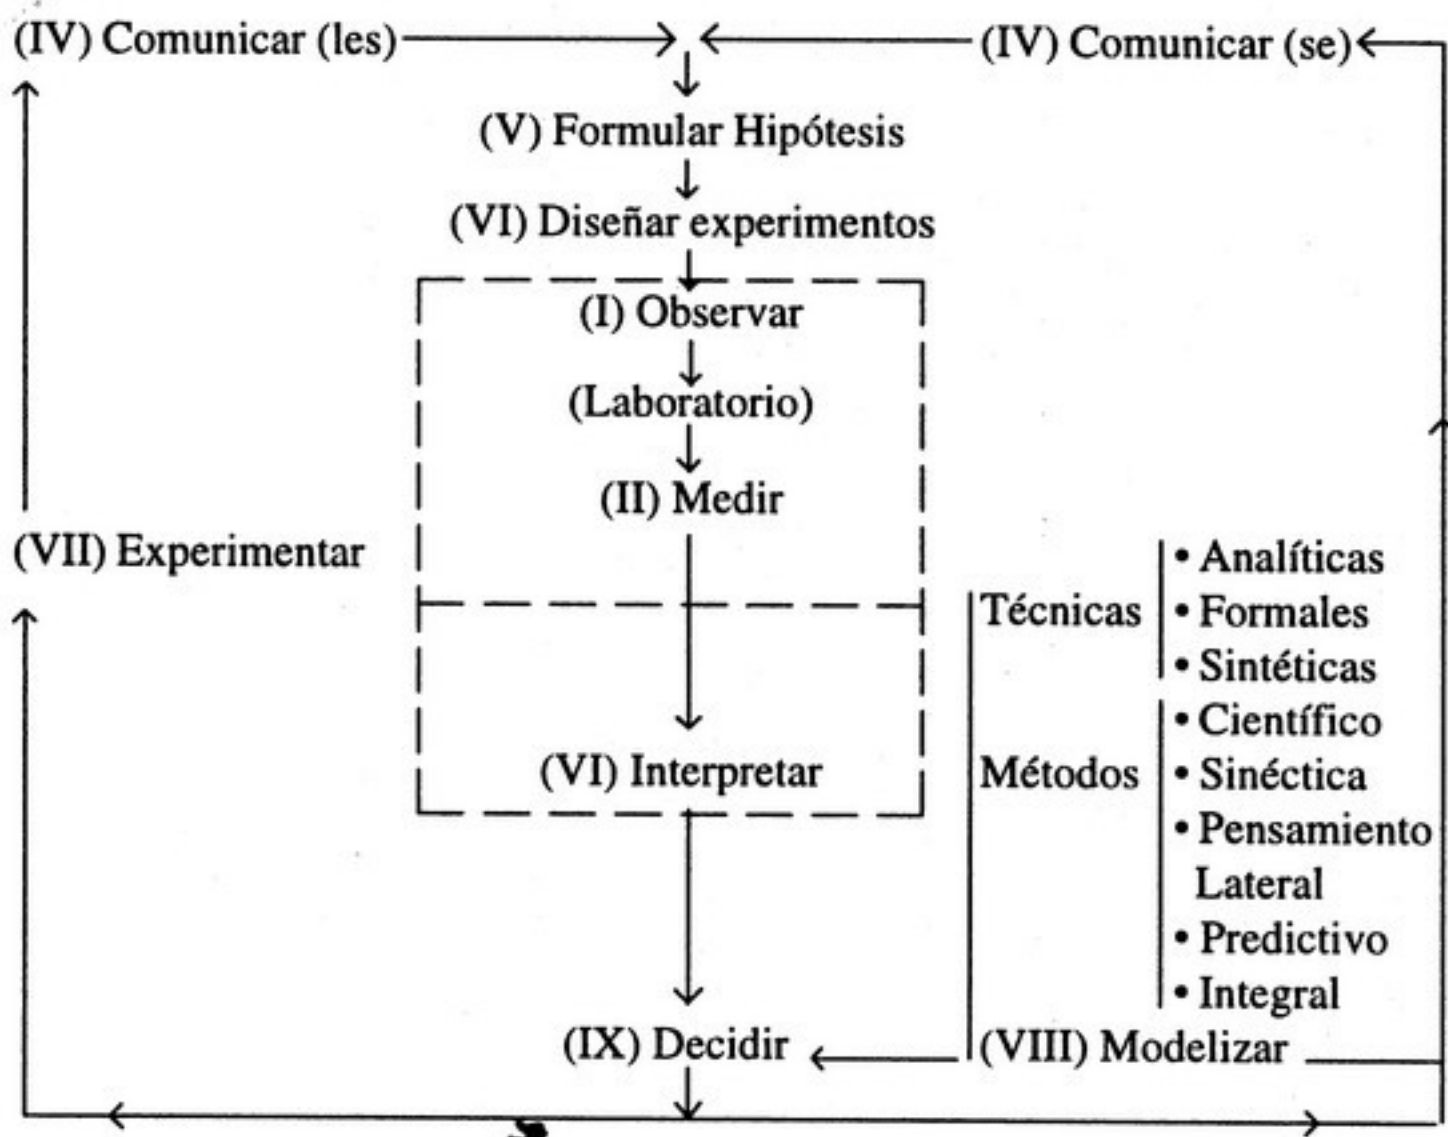 (IV) Comunicar (les)
(IV) Comunicar (se)
(V) Formular Hipótesis
(VI) Diseñar experimentos
(I) Observar
(Laboratorio)
(II) Medir
(VII) Experimentar
(VI) Interpretar
Técnicas
• Analíticas
• Formales
• Sintéticas
Métodos
• Científico
• Sinéctica
• Pensamiento
Lateral
• Predictivo
• Integral
(IX) Decidir
(VIII) Modelizar